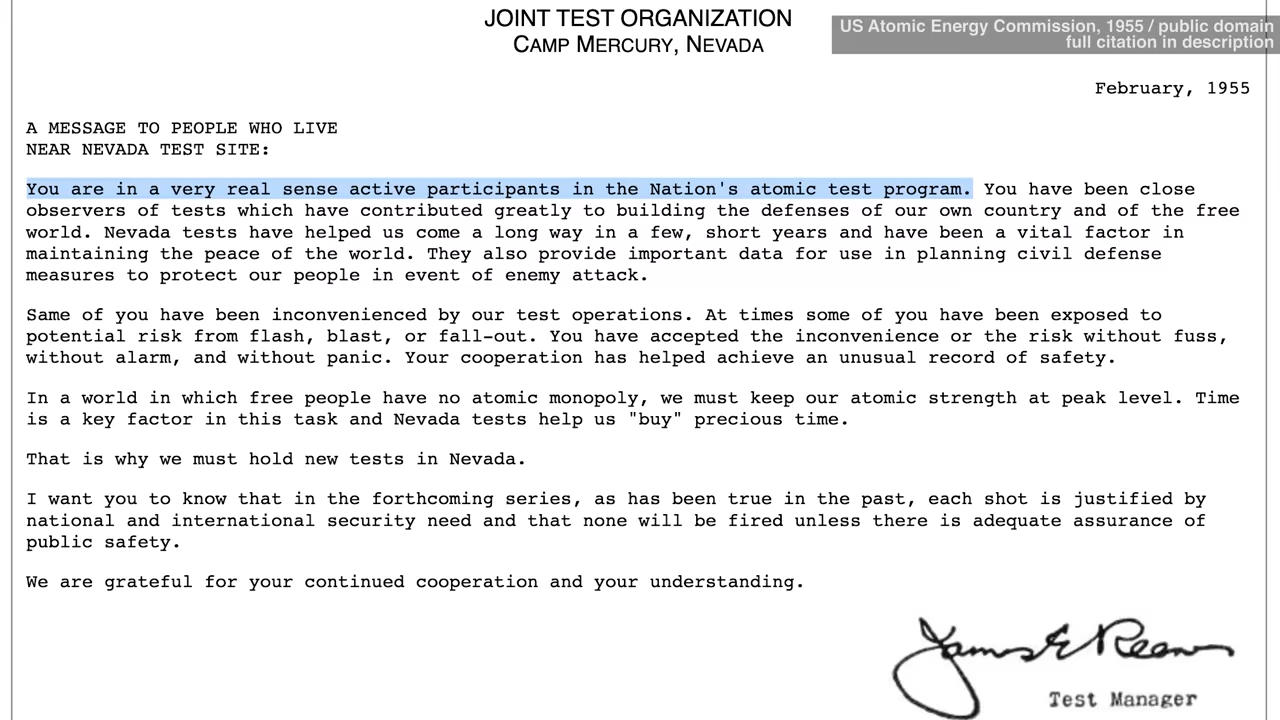 JOINT TEST ORGANIZATION
CAMP MERCURY, NEVADA
US Atomic Energy Commission, 1955 / public domain
full citation in description
February, 1955
A MESSAGE TO PEOPLE WHO LIVE
NEAR NEVADA TEST SITE:
You are in a very real sense active participants in the Nation's atomic test program. You have been close
observers of tests which have contributed greatly to building the defenses of our own country and of the free
world. Nevada tests have helped us come a long way in a few, short years and have been a vital factor in
maintaining the peace of the world. They also provide important data for use in planning civil defense
measures to protect our people in event of enemy attack.
Same of you have been inconvenienced by our test operations. At times some of you have been exposed to
potential risk from flash, blast, or fall-out. You have accepted the inconvenience or the risk without fuss,
without alarm, and without panic. Your cooperation has helped achieve an unusual record of safety.
In a world in which free people have no atomic monopoly, we must keep our atomic strength at peak level. Time
is a key factor in this task and Nevada tests help us "buy" precious time.
That is why we must hold new tests in Nevada.
I want you to know that in the forthcoming series, as has been true in the past, each shot is justified by
national and international security need and that none will be fired unless there is adequate assurance of
public safety.
We are grateful for your continued cooperation and your understanding.
James E Reeves
Test Manager